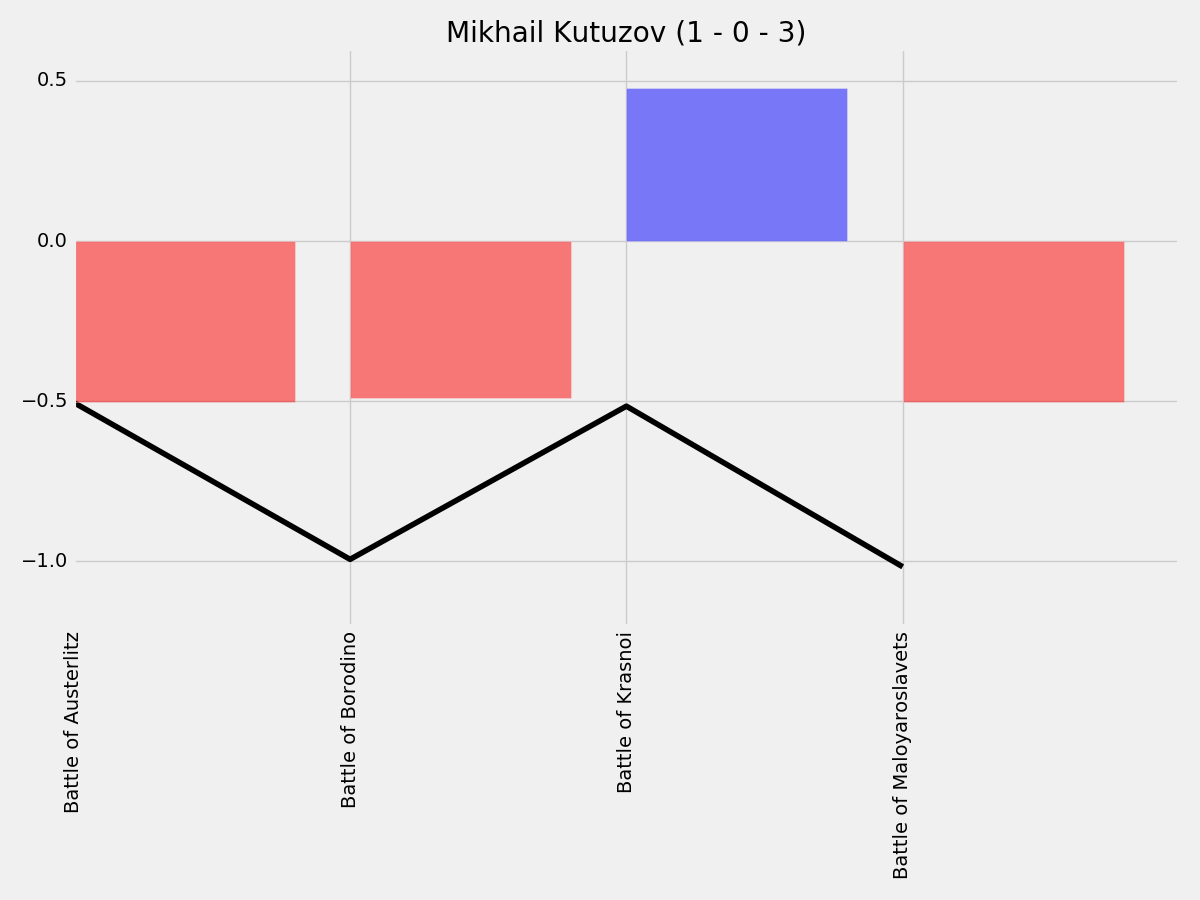 Mikhail Kutuzov (1 - 0 - 3)
0.5
0.0
−0.5
−1.0
Battle of Austerlitz
Battle of Borodino
Battle of Krasnoi
Battle of Maloyaroslavets